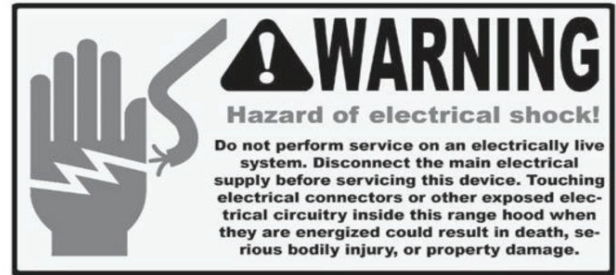 WARNING
Hazard of electrical shock!
Do not perform service on an electrically live
system. Disconnect the main electrical
supply before servicing this device. Touching
electrical connectors or other exposed elec-
trical circuitry inside this range hood when
they are energized could result in death, se-
rious bodily injury, or property damage.